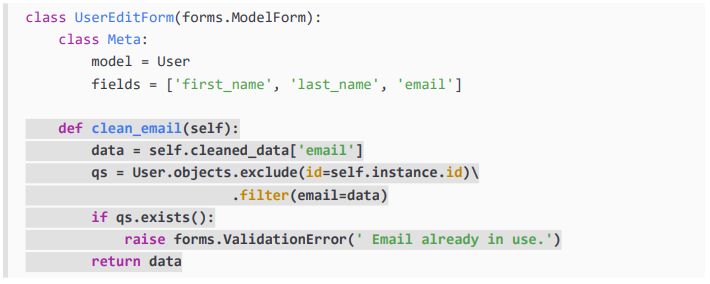 class UserEditForm(forms.ModelForm):
    class Meta:
        model = User
        fields = ['first_name', 'last_name', 'email']

    def clean_email(self):
        data = self.cleaned_data['email']
        qs = User.objects.exclude(id=self.instance.id)\
                         .filter(email=data)
        if qs.exists():
            raise forms.ValidationError(' Email already in use.')
        return data